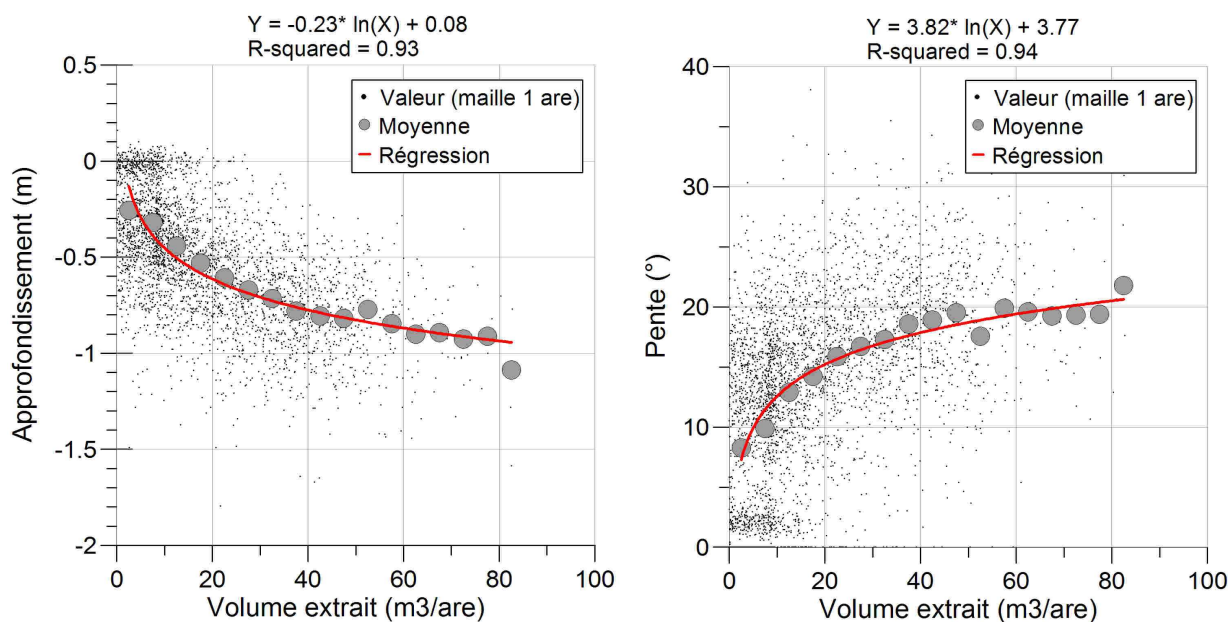 Y = -0.23* ln(X) + 0.08
R-squared = 0.93
0.5
0
-0.5
-1
-1.5
-2
Approfondissement (m)
Valeur (maille 1 are)
Moyenne
Régression
0 20 40 60 80 100
Volume extrait (m3/are)
Y = 3.82* ln(X) + 3.77
R-squared = 0.94
40
30
20
10
0
Pente (°)
Valeur (maille 1 are)
Moyenne
Régression
0 20 40 60 80 100
Volume extrait (m3/are)